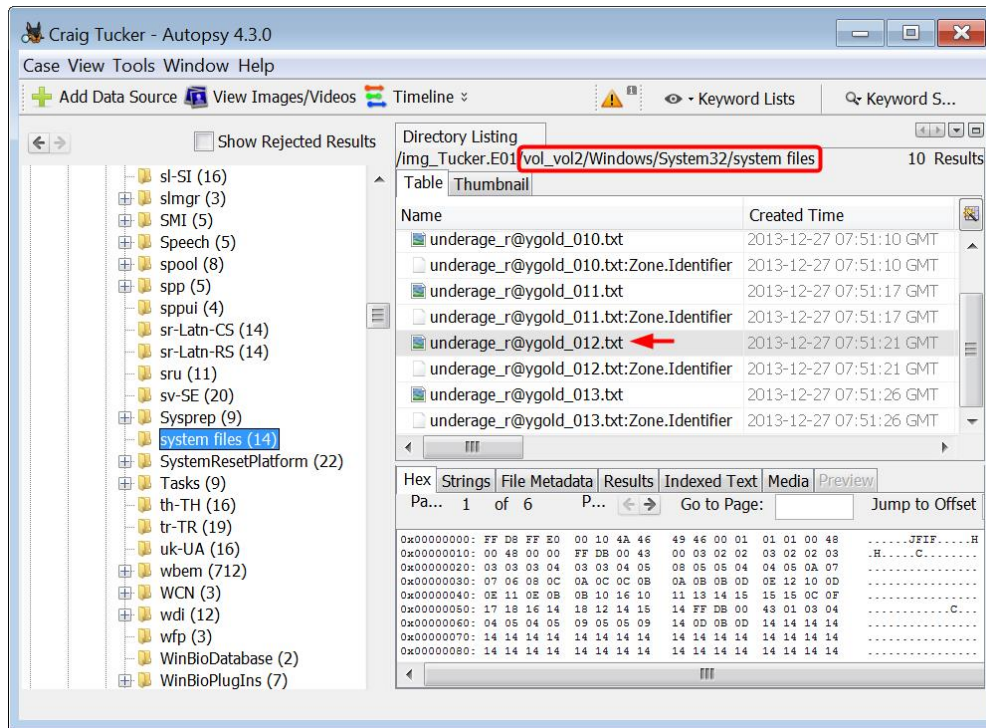 Craig Tucker - Autopsy 4.3.0
Case View Tools Window Help
Add Data Source View Images/Videos Timeline Keyword Lists Keyword S...
Show Rejected Results
sl-SI (16)
slmgr (3)
SMI (5)
Speech (5)
spool (8)
spp (5)
sppui (4)
sr-Latn-CS (14)
sr-Latn-RS (14)
sru (11)
sv-SE (20)
Sysprep (9)
system files (14)
SystemResetPlatform (22)
Tasks (9)
th-TH (16)
tr-TR (19)
uk-UA (16)
wbem (712)
WCN (3)
wdi (12)
wfp (3)
WinBioDatabase (2)
WinBioPlugIns (7)
Directory Listing
/img_Tucker.E01/vol_vol2/Windows/System32/system files 10 Results
Table Thumbnail
Name Created Time
underage_r@ygold_010.txt 2013-12-27 07:51:10 GMT
underage_r@ygold_010.txt:Zone.Identifier 2013-12-27 07:51:10 GMT
underage_r@ygold_011.txt 2013-12-27 07:51:17 GMT
underage_r@ygold_011.txt:Zone.Identifier 2013-12-27 07:51:17 GMT
underage_r@ygold_012.txt 2013-12-27 07:51:21 GMT
underage_r@ygold_012.txt:Zone.Identifier 2013-12-27 07:51:21 GMT
underage_r@ygold_013.txt 2013-12-27 07:51:26 GMT
underage_r@ygold_013.txt:Zone.Identifier 2013-12-27 07:51:26 GMT
Hex Strings File Metadata Results Indexed Text Media Preview
Pa... 1 of 6 P... Go to Page: Jump to Offset
0x00000000: FF D8 FF E0 00 10 4A 46 49 46 00 01 01 01 00 48 ......JFIF.....H
0x00000010: 00 48 00 00 FF DB 00 43 00 03 02 02 03 02 02 03 .H.....C........
0x00000020: 03 03 03 04 03 03 04 05 08 05 05 04 04 05 0A 07 ................
0x00000030: 07 06 08 0C 0A 0C 0C 0B 0A 0B 0B 0D 0E 12 10 0D ................
0x00000040: 0E 11 0E 0B 0B 10 16 10 11 13 14 15 15 15 0C 0F ................
0x00000050: 17 18 16 14 18 12 14 15 14 FF DB 00 43 01 03 04 ............C...
0x00000060: 04 05 04 05 09 05 05 09 14 0D 0B 0D 14 14 14 14 ................
0x00000070: 14 14 14 14 14 14 14 14 14 14 14 14 14 14 14 14 ................
0x00000080: 14 14 14 14 14 14 14 14 14 14 14 14 14 14 14 14 ................